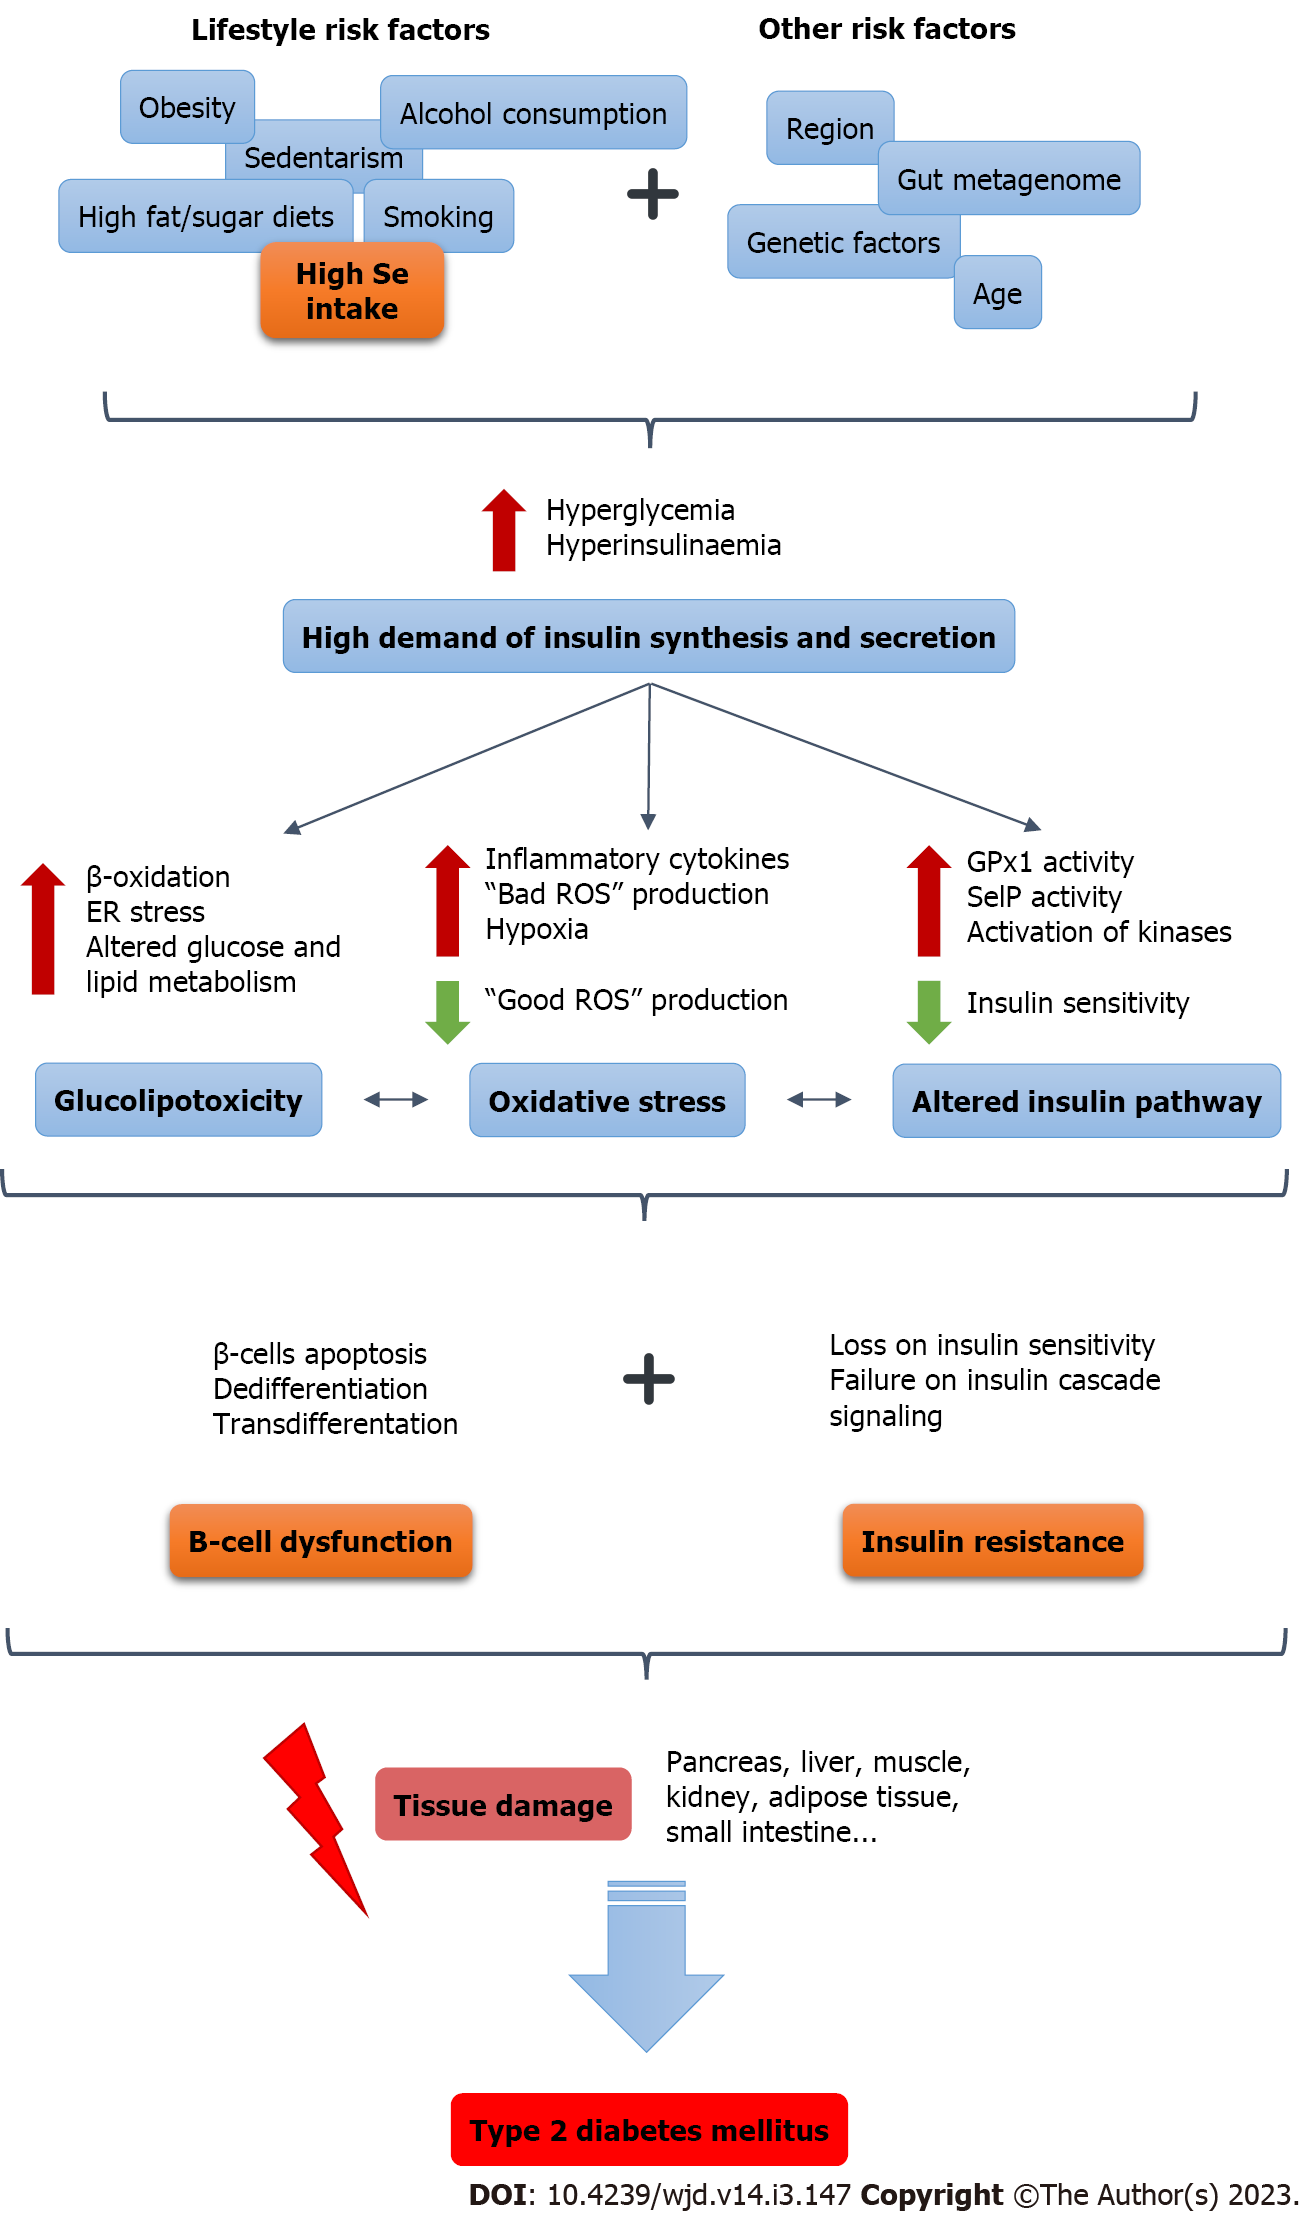 Lifestyle risk factors
Other risk factors
Obesity
Alcohol consumption
Sedentarism
High fat/sugar diets
Smoking
High Se
intake
Region
Gut metagenome
Genetic factors
Age
Hyperglycemia
Hyperinsulinaemia
High demand of insulin synthesis and secretion
β-oxidation
ER stress
Altered glucose and
lipid metabolism
Inflammatory cytokines
“Bad ROS” production
Hypoxia
“Good ROS” production
GPx1 activity
SelP activity
Activation of kinases
Insulin sensitivity
Glucolipotoxicity
Oxidative stress
Altered insulin pathway
β-cells apoptosis
Dedifferentiation
Transdifferentation
Loss on insulin sensitivity
Failure on insulin cascade
signaling
B-cell dysfunction
Insulin resistance
Tissue damage
Pancreas, liver, muscle,
kidney, adipose tissue,
small intestine...
Type 2 diabetes mellitus
DOI: 10.4239/wjd.v14.i3.147 Copyright ©The Author(s) 2023.